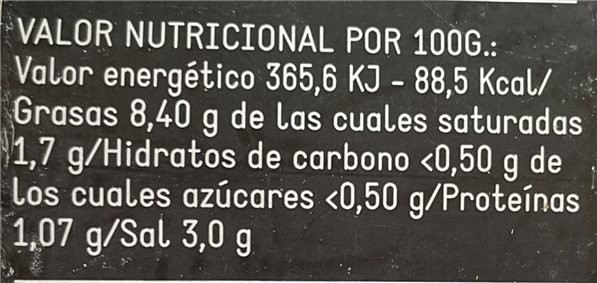 VALOR NUTRICIONAL POR 100G.:
Valor energético 365,6 KJ - 88,5 Kcal/
Grasas 8,40 g de las cuales saturadas
1,7 g/Hidratos de carbono <0,50 g de
los cuales azúcares <0,50 g/Proteínas
1,07 g/Sal 3,0 g